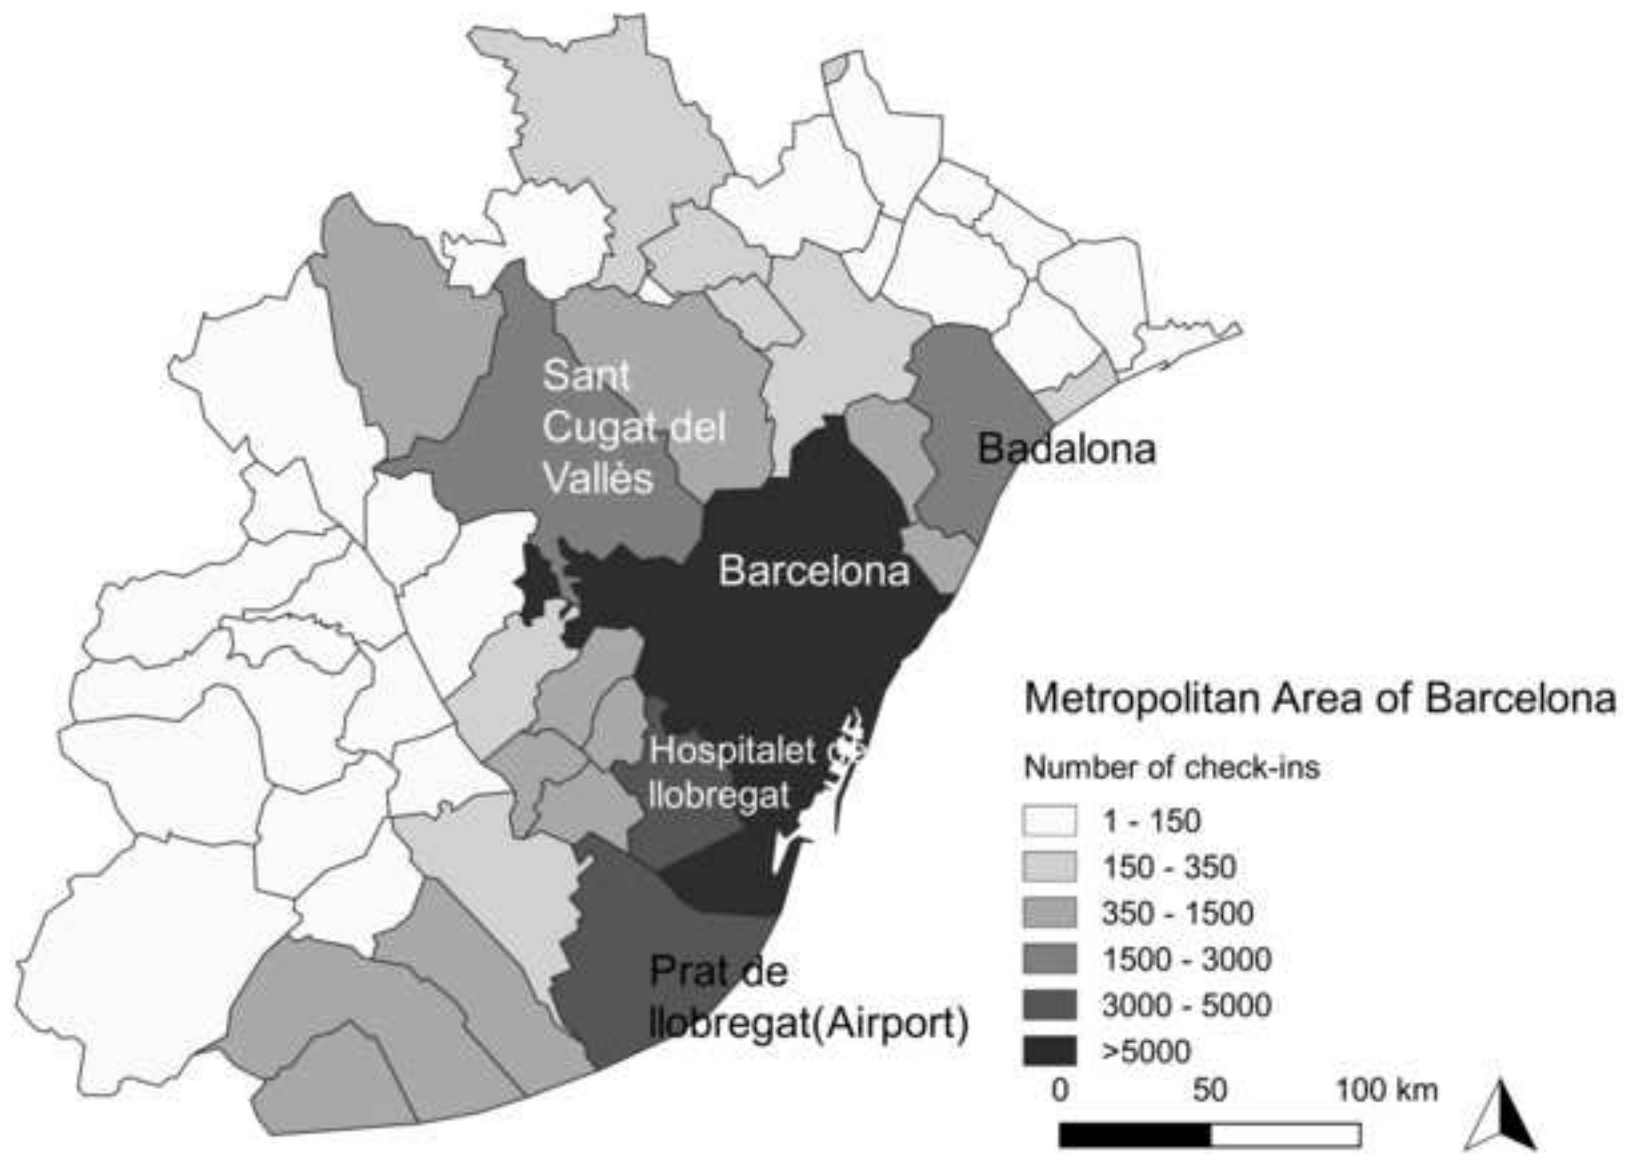 Sant
Cugat del
Vallès
Badalona
Barcelona
Hospitalet de
llobregat
Prat de
llobregat(Airport)
Metropolitan Area of Barcelona
Number of check-ins
1 - 150
150 - 350
350 - 1500
1500 - 3000
3000 - 5000
>5000
0 50 100 km